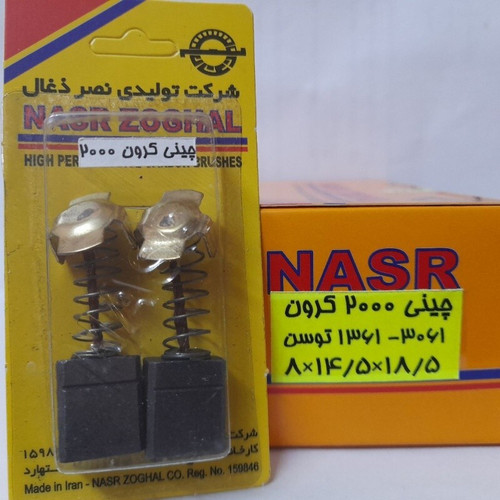 شرکت تولیدی نصر ذغال
NASR ZOGHAL
چینی کرون ۲۰۰۰
HIGH PER BRUSHES
شرکت
۱۵۹۸
Made in Iran - NASR ZOGHAL CO. Reg. No. 159846
NASR
چینی ۲۰۰۰ کرون
۳۰۶۱ - ۱۳۶۱ توسن
۸×۱۴/۵×۱۸/۵